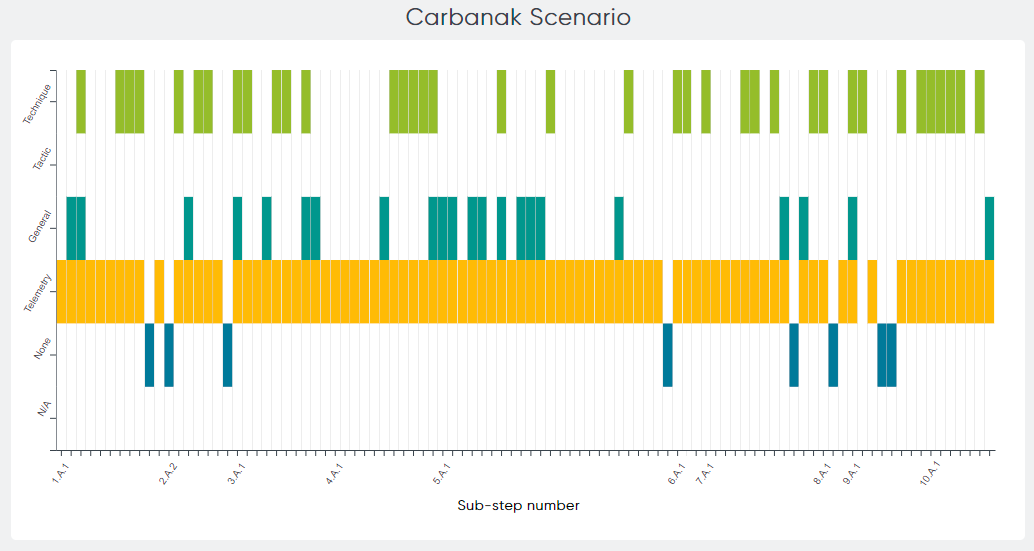 Carbanak Scenario
Technique
Tactic
General
Telemetry
None
N/A
1.A.1
2.A.2
3.A.1
4.A.1
5.A.1
6.A.1
7.A.1
8.A.1
9.A.1
10.A.1
Sub-step number